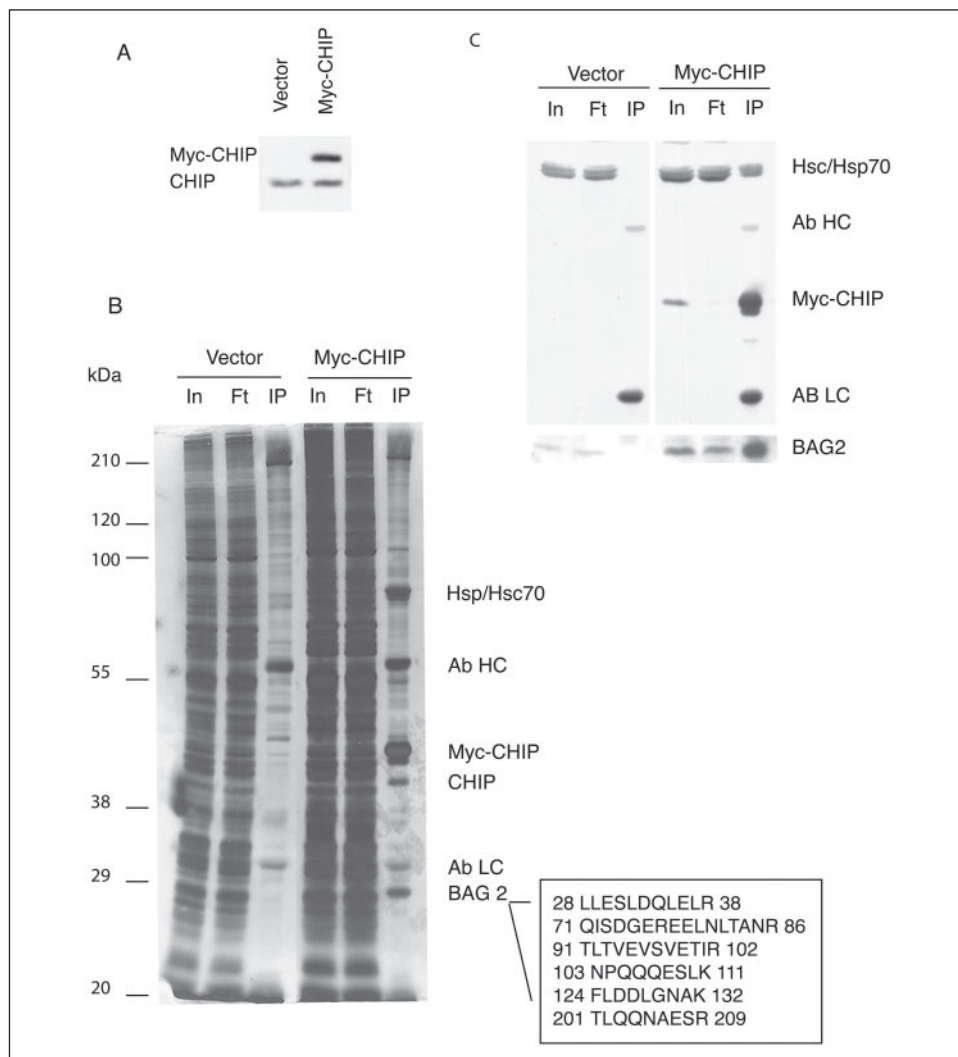 A
Vector
Myc-CHIP
Myc-CHIP
CHIP
B
Vector Myc-CHIP
kDa
In Ft IP In Ft IP
210
120
100
55
38
29
20
Hsp/Hsc70
Ab HC
Myc-CHIP
CHIP
Ab LC
BAG 2
28 LLESLDQLELR 38
71 QISDGEREELNLTANR 86
91 TLTVEVSVETIR 102
103 NPQQQESLK 111
124 FLDDLGNAK 132
201 TLQQNAESR 209
C
Vector Myc-CHIP
In Ft IP In Ft IP
Hsc/Hsp70
Ab HC
Myc-CHIP
AB LC
BAG2